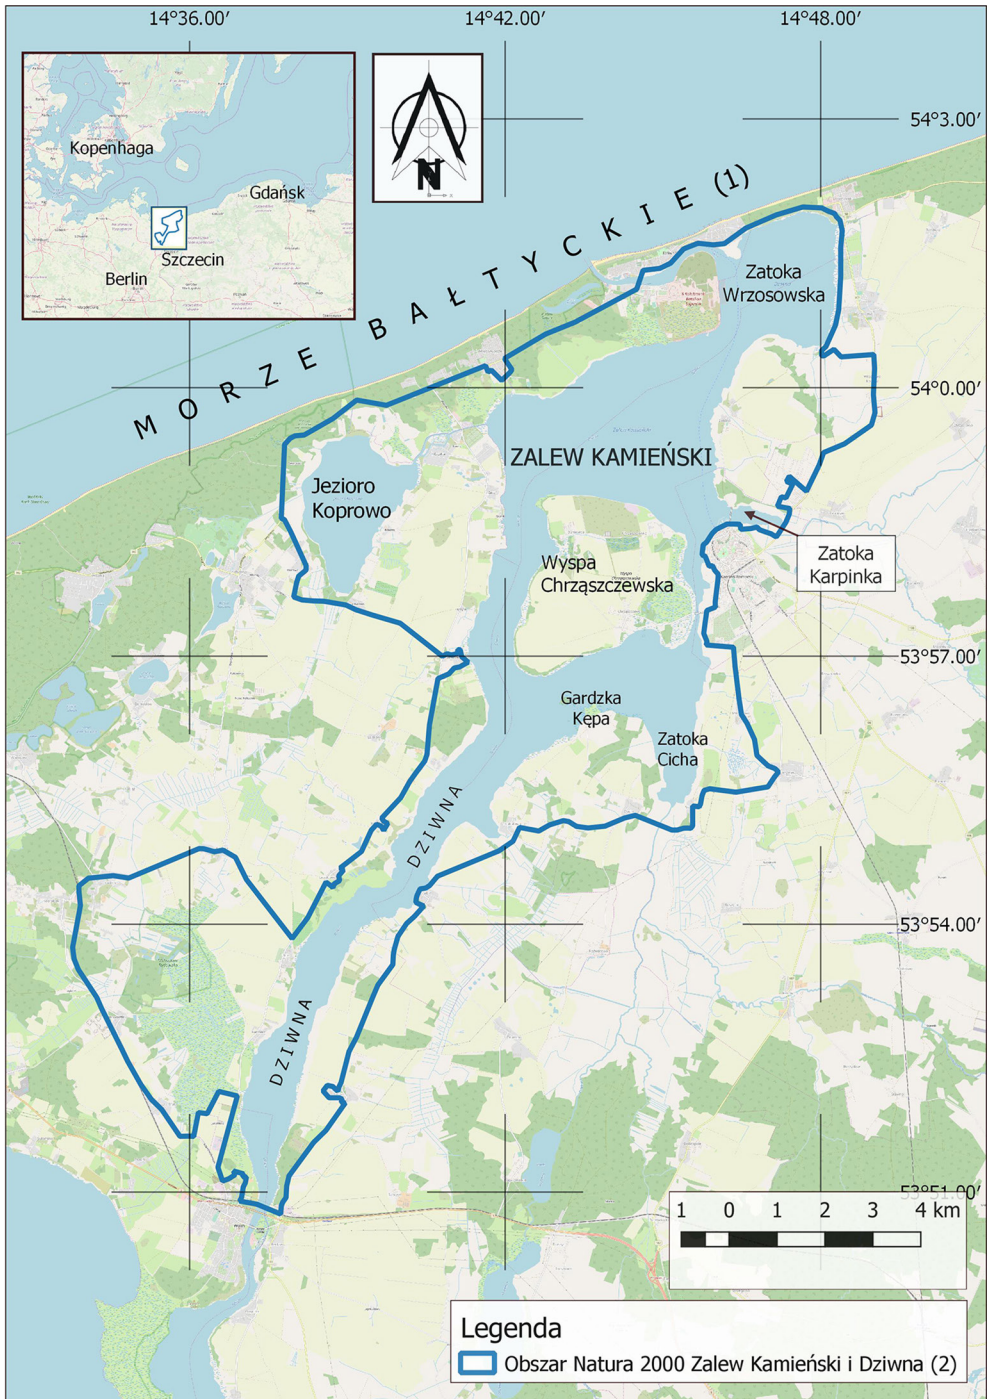 14°36.00′
14°42.00′
14°48.00′
Kopenhaga
Gdańsk
Szczecin
Berlin
N
54°3.00′
MORZE BAŁTYCKIE (1)
Zatoka
Wrzosowska
54°0.00′
ZALEW KAMIEŃSKI
Jezioro
Koprowo
Wyspa
Chrząszczewska
Zatoka
Karpinka
53°57.00′
Gardzka
Kępa
Zatoka
Cicha
DZIWNA
53°54.00′
DZIWNA
53°51.00′
1 0 1 2 3 4 km
Legenda
Obszar Natura 2000 Zalew Kamieński i Dziwna (2)